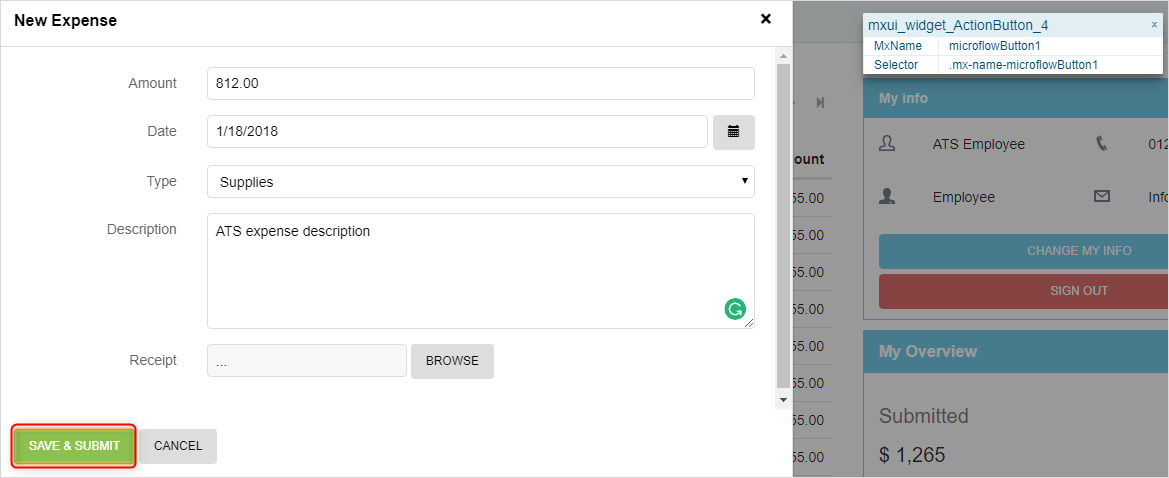 New Expense
×
Amount
812.00
Date
1/18/2018
Type
Supplies
Description
ATS expense description
Receipt
...
BROWSE
SAVE & SUBMIT
CANCEL
mxui_widget_ActionButton_4
x
MxName
microflowButton1
Selector
.mx-name-microflowButton1
ount
55.00
55.00
55.00
55.00
55.00
55.00
55.00
55.00
My info
ATS Employee
012
Employee
Info
CHANGE MY INFO
SIGN OUT
My Overview
Submitted
$ 1,265